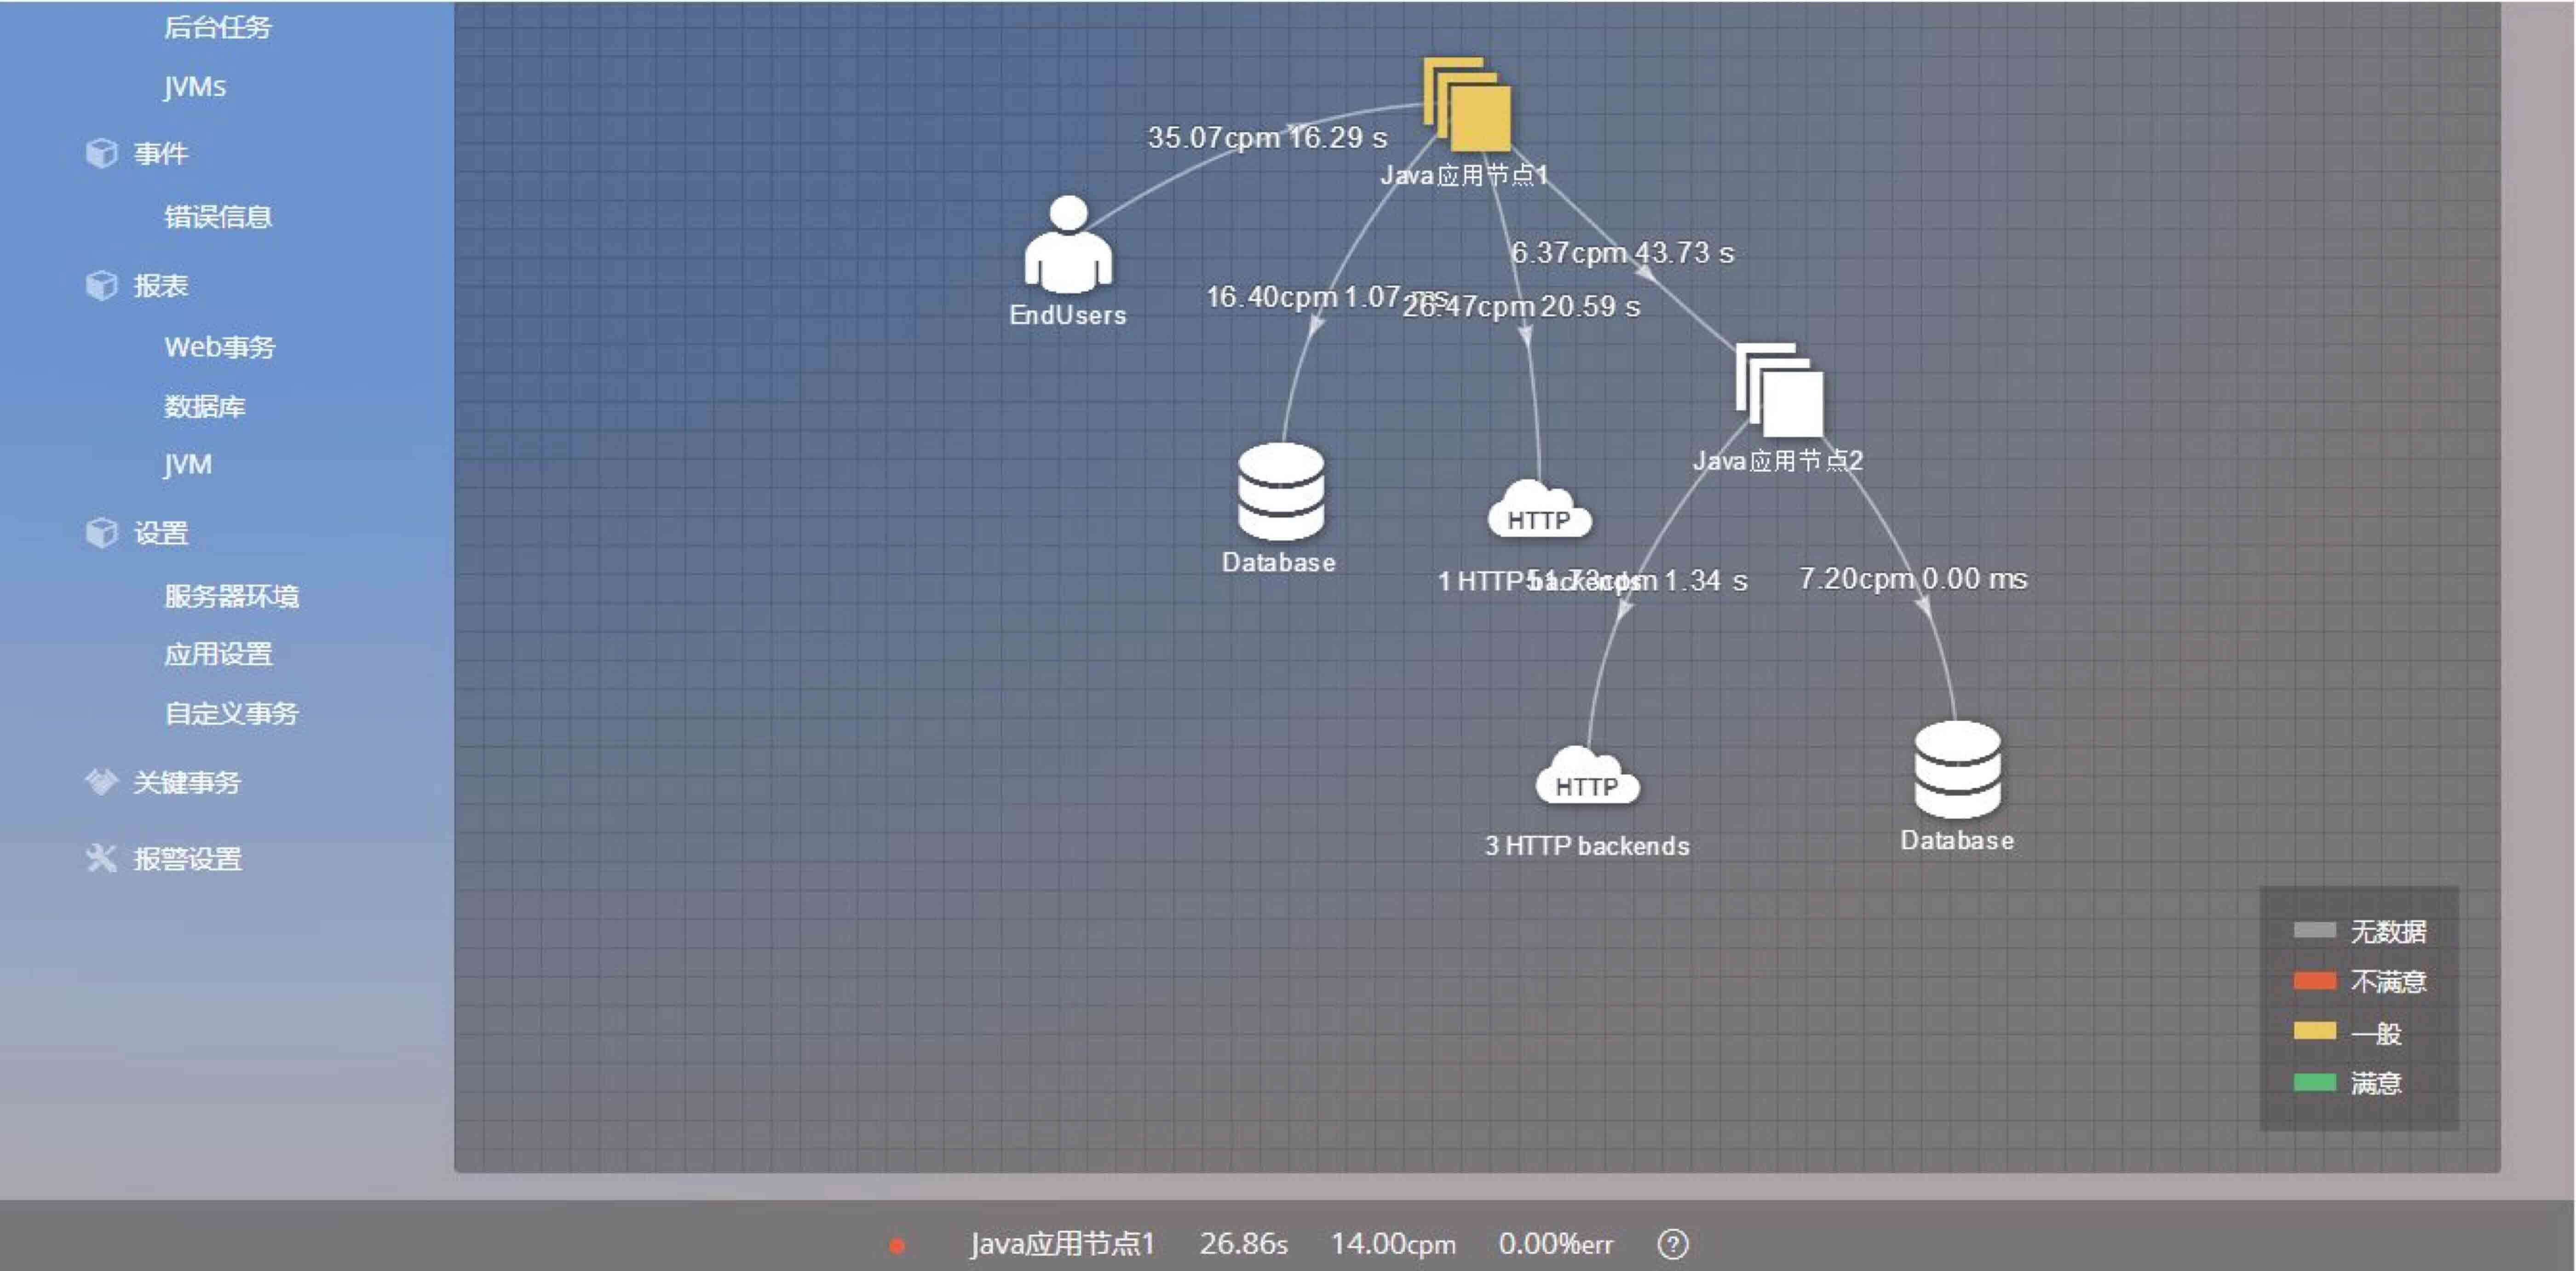 后台任务
JVMs
事件
错误信息
报表
Web事务
数据库
JVM
设置
服务器环境
应用设置
自定义事务
关键事务
报警设置
35.07cpm 16.29 s
Java应用节点1
EndUsers
6.37cpm 43.73 s
16.40cpm 1.07 ms
26.47cpm 20.59 s
Java应用节点2
HTTP
Database
1 HTTP backends
51.73cpm 1.34 s
7.20cpm 0.00 ms
HTTP
3 HTTP backends
Database
无数据
不满意
一般
满意
Java应用节点1 26.86s 14.00cpm 0.00%err ?